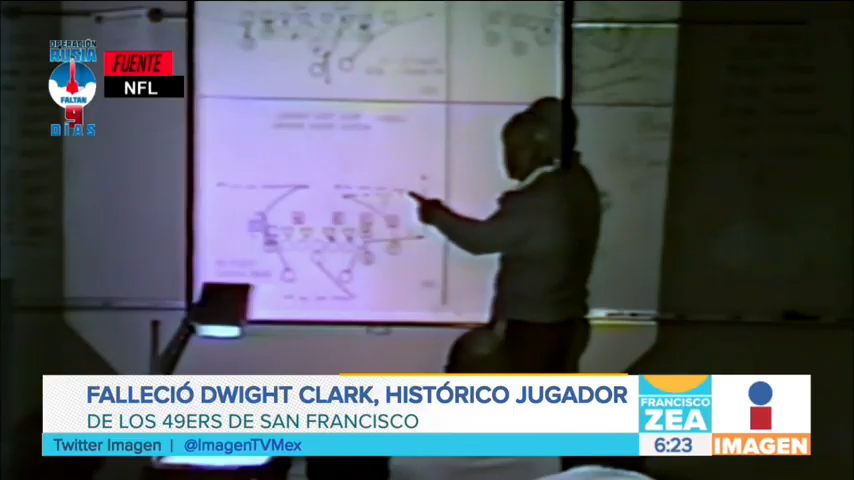 OPERACIÓN
RUSIA
FALTAN
9
DÍAS
FUENTE
NFL
FALLECIÓ DWIGHT CLARK, HISTÓRICO JUGADOR
DE LOS 49ERS DE SAN FRANCISCO
Twitter Imagen | @ImagenTVMex
FRANCISCO
ZEA
6:23
IMAGEN